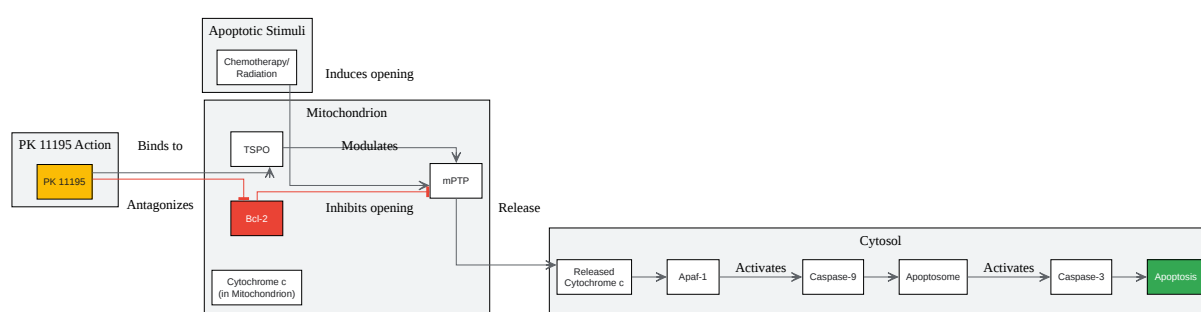 Apoptotic Stimuli
Chemotherapy/
Radiation
Induces opening
Mitochondrion
PK 11195 Action
PK 11195
Binds to
Antagonizes
TSPO
Modulates
mPTP
Bcl-2
Inhibits opening
Release
Cytochrome c
(in Mitochondrion)
Cytosol
Released
Cytochrome c
Apaf-1
Activates
Caspase-9
Apoptosome
Activates
Caspase-3
Apoptosis